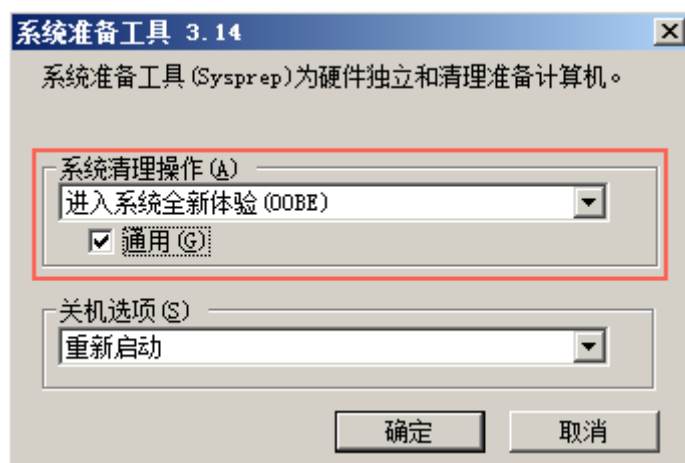 系统准备工具 3.14
系统准备工具(Sysprep)为硬件独立和清理准备计算机。
系统清理操作(A)
进入系统全新体验(OOBE)
通用(G)
关机选项(S)
重新启动
确定 取消